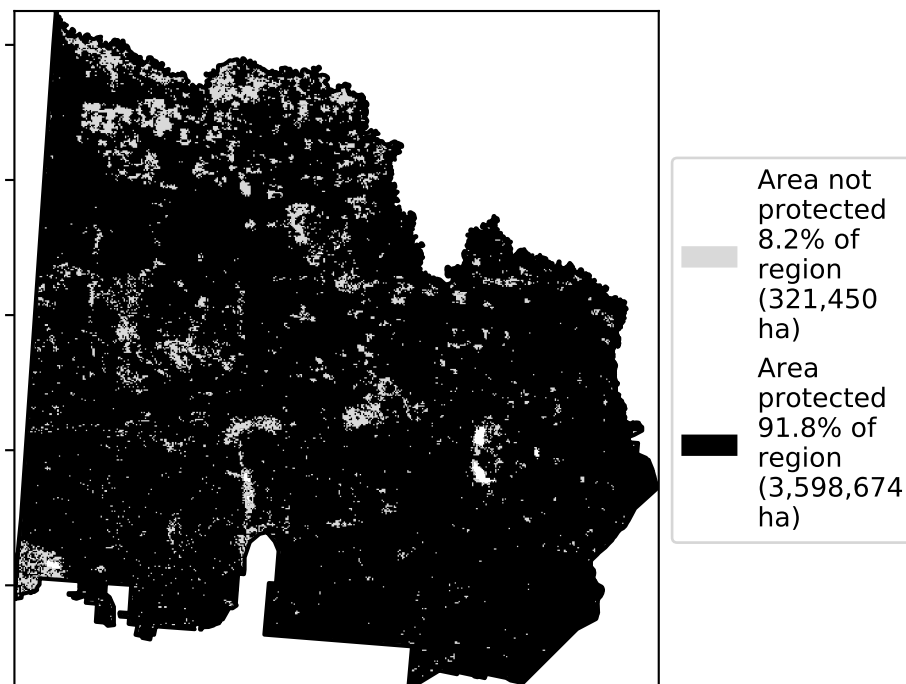 Area not
protected
8.2% of
region
(321,450
ha)
Area
protected
91.8% of
region
(3,598,674
ha)